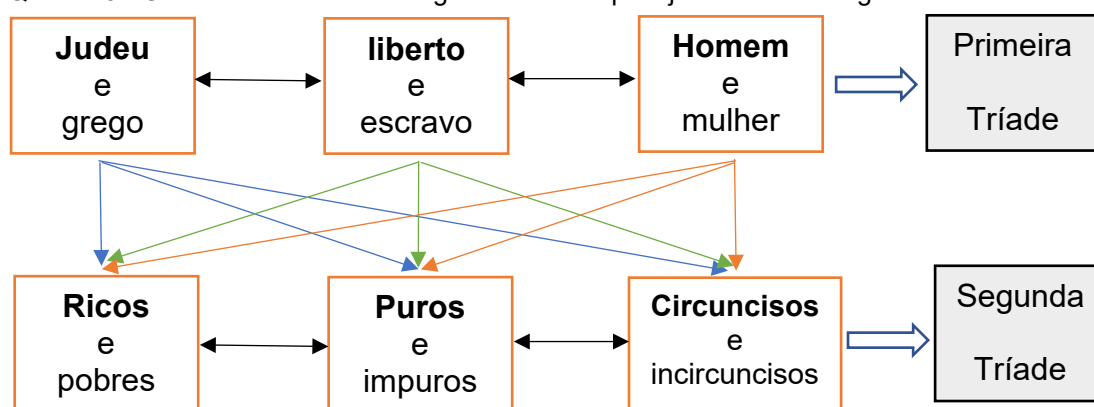 Judeu
e
grego
liberto
e
escravo
Homem
e
mulher
Primeira
Tríade
Ricos
e
pobres
Puros
e
impuros
Circuncisos
e
incircuncisos
Segunda
Tríade